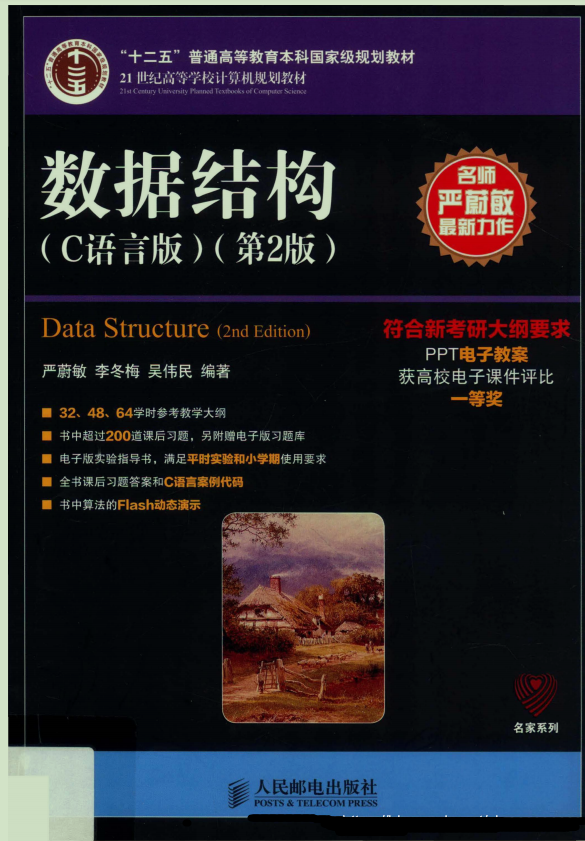 “十二五”普通高等教育本科国家级规划教材
21世纪高等学校计算机规划教材
21st Century University Planned Textbooks of Computer Science
数据结构
（C语言版）（第2版）
名师
严蔚敏
最新力作
Data Structure (2nd Edition)
严蔚敏 李冬梅 吴伟民 编著
符合新考研大纲要求
PPT电子教案
获高校电子课件评比
一等奖
■ 32、48、64学时参考教学大纲
■ 书中超过200道课后习题，另附赠电子版习题库
■ 电子版实验指导书，满足平时实验和小学期使用要求
■ 全书课后习题答案和C语言案例代码
■ 书中算法的Flash动态演示
名家系列
人民邮电出版社
POSTS & TELECOM PRESS